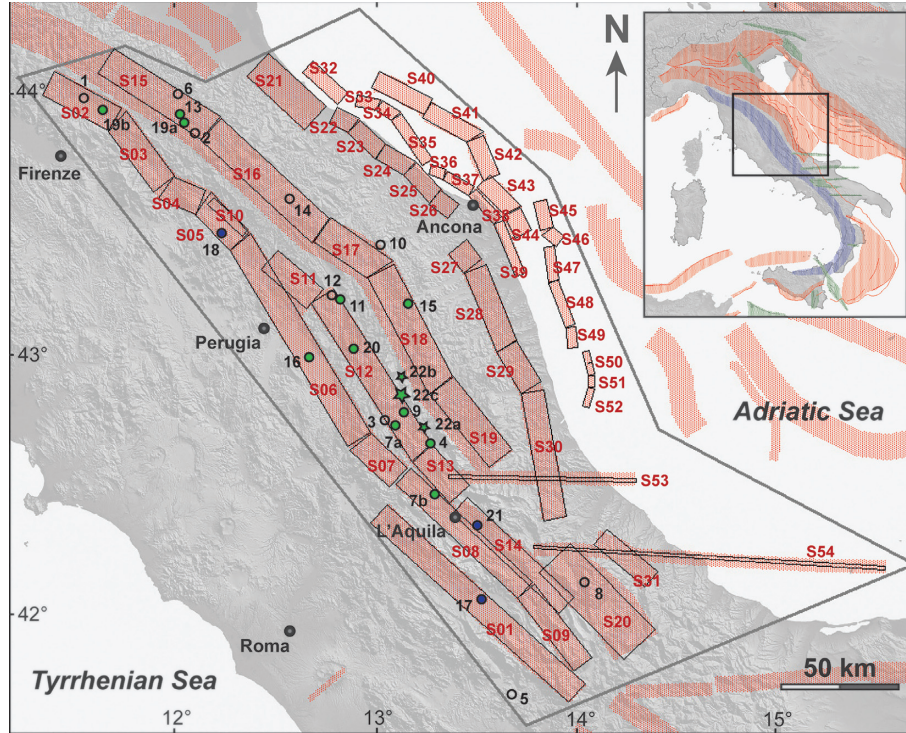 N
S32
S40
S15
S21
44°
1
6
S33
S02
13
S34
S41
19b
19a
2
S22
S35
S03
S23
S42
Firenze
S16
S24
S36
S25
S37
S43
S04
14
S26
S10
Ancona
S38
S45
S05
S44
S46
18
S17
10
S39
S47
S27
S11
12
11
15
S28
S48
Perugia
S49
43°
16
20
S18
S29
S50
S12
22b
S51
S06
22c
S52
Adriatic Sea
9
3
22a
7a
4
S19
S30
S07
S13
S53
7b
L'Aquila
21
S08
S14
S54
S31
8
42°
17
S01
S09
S20
Roma
50 km
Tyrrhenian Sea
5
12°
13°
14°
15°